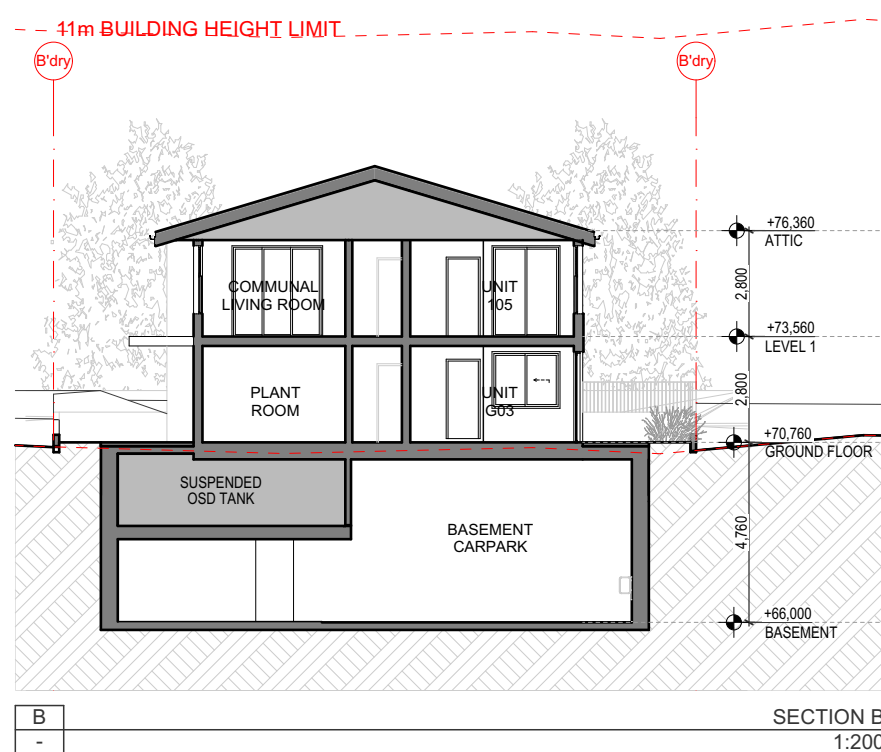 11m BUILDING HEIGHT LIMIT
B'dry
B'dry
+76,360
ATTIC
2,800
COMMUNAL
LIVING ROOM
UNIT
105
+73,560
LEVEL 1
2,800
PLANT
ROOM
UNIT
G03
+70,760
GROUND FLOOR
SUSPENDED
OSD TANK
BASEMENT
CARPARK
4,760
+66,000
BASEMENT
B
SECTION B
-
1:200